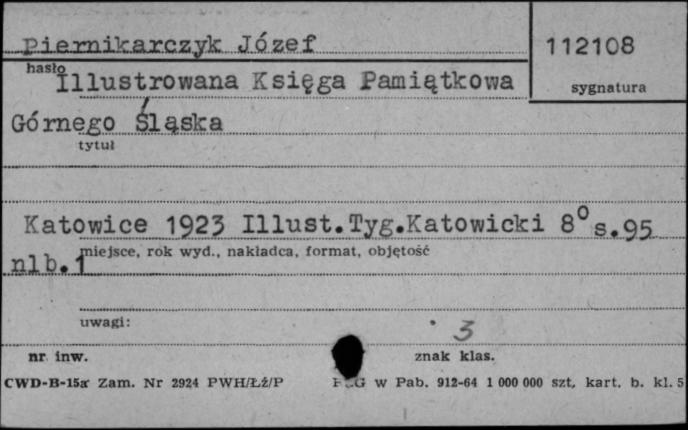 Piernikarczyk Józef
112108
hasło
sygnatura
Illustrowana Księga Pamiątkowa
Górnego Śląska
tytuł
Katowice 1923 Illust.Tyg.Katowicki 8° s.95
miejsce, rok wyd., nakładca, format, objętość
nlb.1
uwagi:
3
nr inw.
znak klas.
CWD-B-15a Zam. Nr 2924 PWH/Łź/P
w Pab. 912-64 1 000 000 szt. kart. b. kl. 5